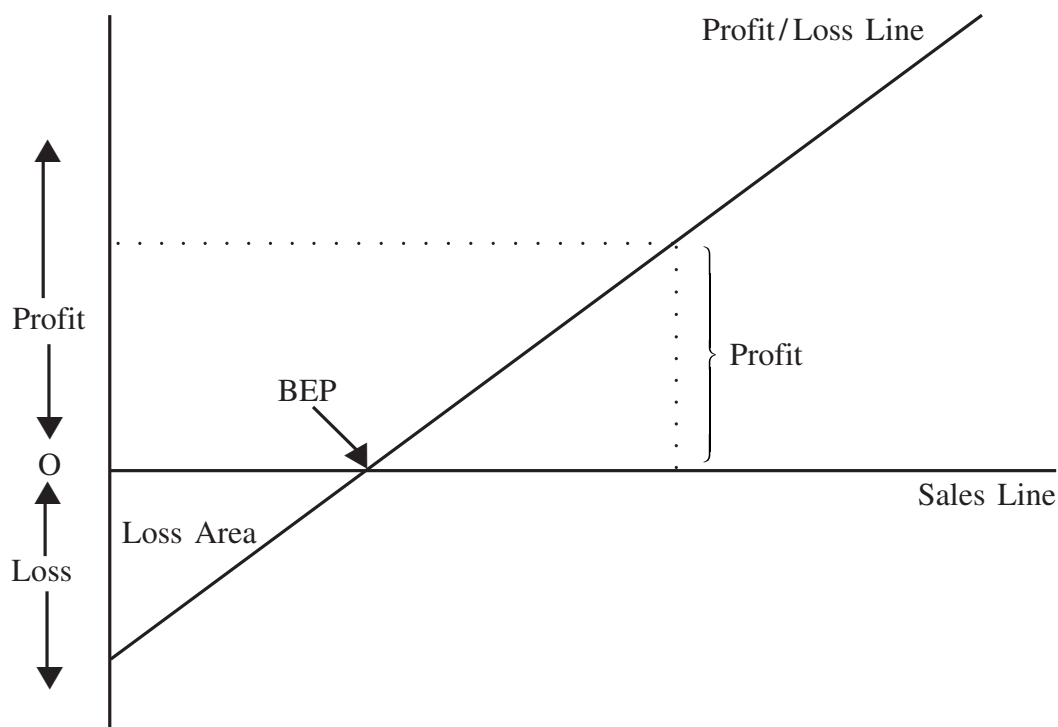 Profit/Loss Line
Profit
Profit
BEP
O
Sales Line
Loss Area
Loss